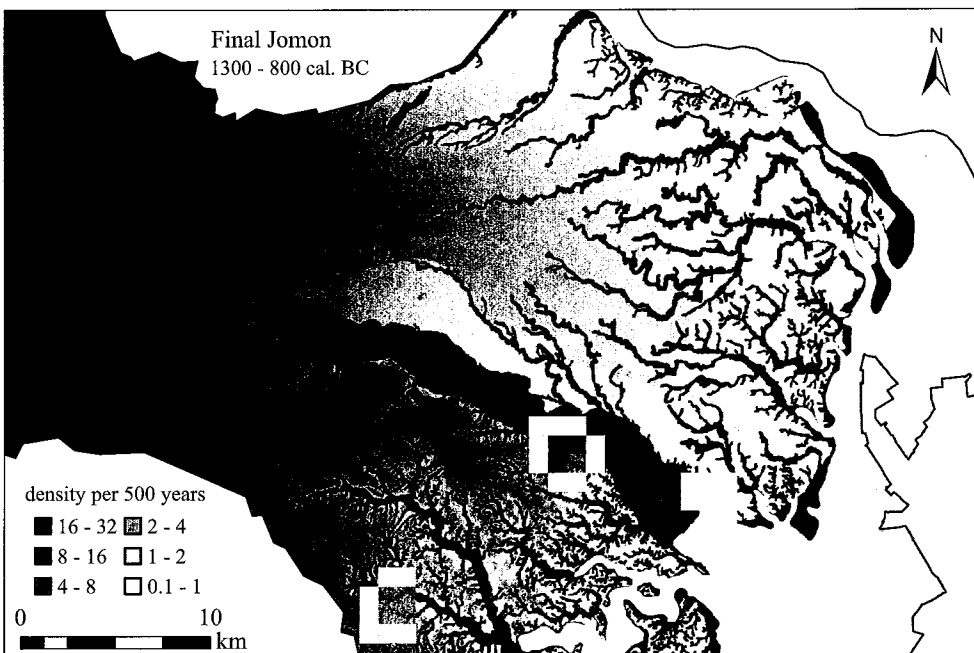 Final Jomon
1300 - 800 cal. BC
N
density per 500 years
16 - 32 2 - 4
8 - 16 1 - 2
4 - 8 0.1 - 1
0 10
km